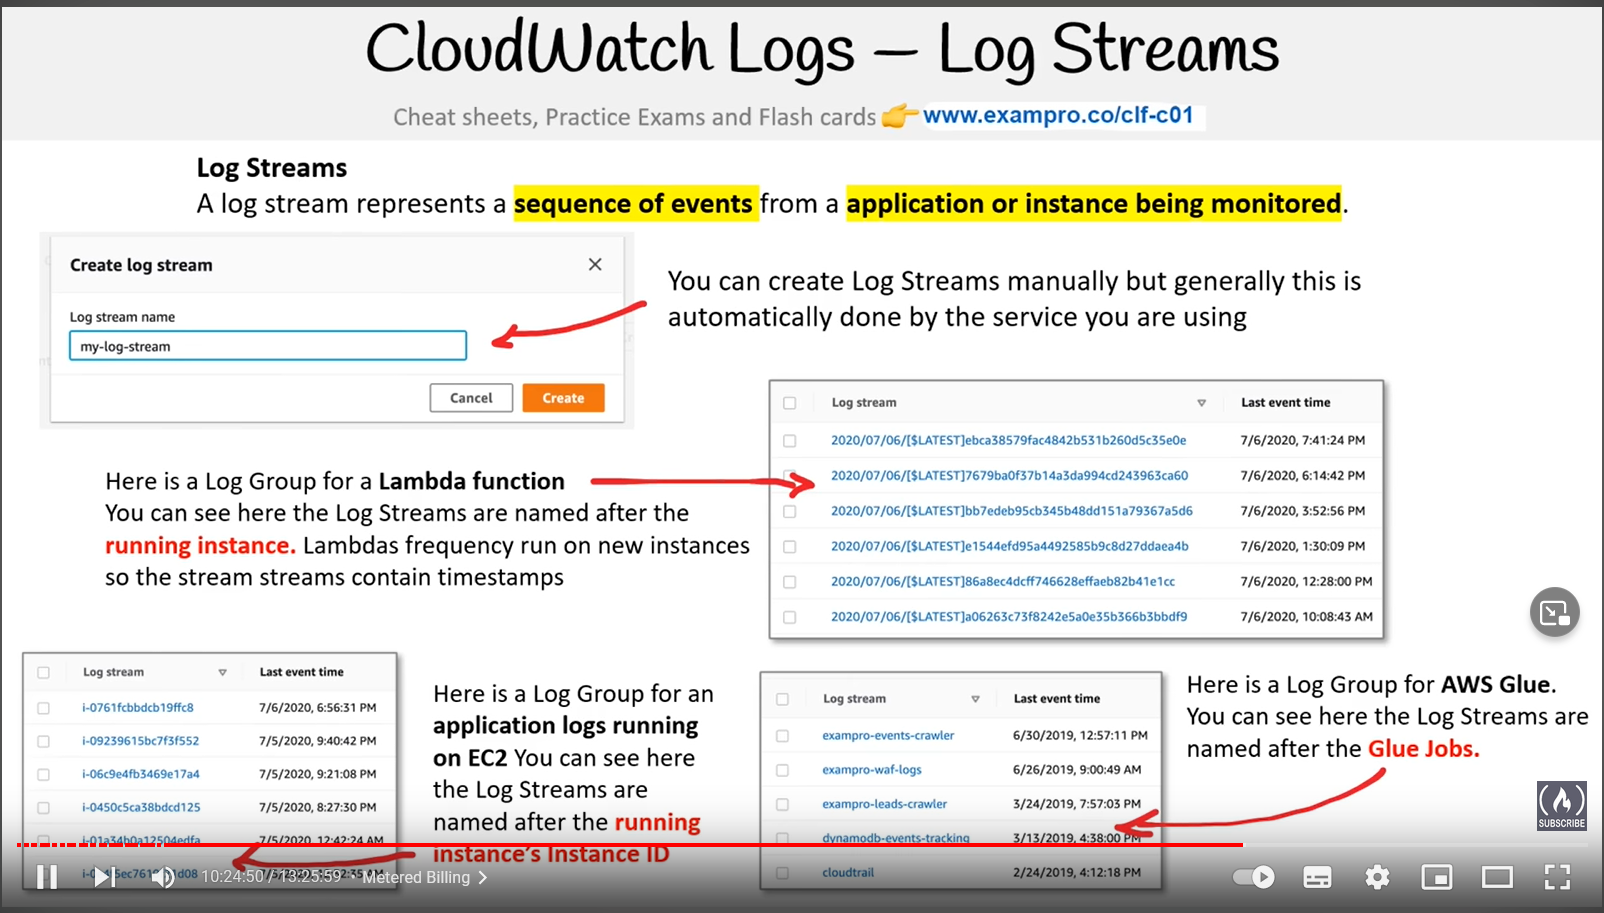 CloudWatch Logs – Log Streams
Cheat sheets, Practice Exams and Flash cards 👉 www.exampro.co/clf-c01
Log Streams
A log stream represents a sequence of events from a application or instance being monitored.
Create log stream
Log stream name
my-log-stream
Cancel
Create
You can create Log Streams manually but generally this is
automatically done by the service you are using
Here is a Log Group for a Lambda function
You can see here the Log Streams are named after the
running instance. Lambdas frequency run on new instances
so the stream streams contain timestamps
Log stream Last event time
2020/07/06/[$LATEST]ebca38579fac4842b531b260d5c35e0e 7/6/2020, 7:41:24 PM
2020/07/06/[$LATEST]7679ba0f37b14a3da994cd243963ca60 7/6/2020, 6:14:42 PM
2020/07/06/[$LATEST]bb7edeb95cb345b48dd151a79367a5d6 7/6/2020, 3:52:56 PM
2020/07/06/[$LATEST]e1544efd95a4492585b9c8d27ddaea4b 7/6/2020, 1:30:09 PM
2020/07/06/[$LATEST]86a8ec4dcff746628effaeb82b41e1cc 7/6/2020, 12:28:00 PM
2020/07/06/[$LATEST]a06263c73f8242e5a0e35b366b3bbdf9 7/6/2020, 10:08:43 AM
Log stream Last event time
i-0761fcbbdcb19ffc8 7/6/2020, 6:56:31 PM
i-09239615bc7f3f552 7/5/2020, 9:40:42 PM
i-06c9e4fb3469e17a4 7/5/2020, 9:21:08 PM
i-0450c5ca38bdcd125 7/5/2020, 8:27:30 PM
i-01a34b0a12504edfa 7/5/2020, 12:42:24 AM
Here is a Log Group for an
application logs running
on EC2 You can see here
the Log Streams are
named after the running
instance's Instance ID
Log stream Last event time
exampro-events-crawler 6/30/2019, 12:57:11 PM
exampro-waf-logs 6/26/2019, 9:00:49 AM
exampro-leads-crawler 3/24/2019, 7:57:03 PM
dynamodb-events-tracking 3/13/2019, 4:38:00 PM
cloudtrail 2/24/2019, 4:12:18 PM
Here is a Log Group for AWS Glue.
You can see here the Log Streams are
named after the Glue Jobs.
SUBSCRIBE
10:24:50 / 13:25:59 • Metered Billing